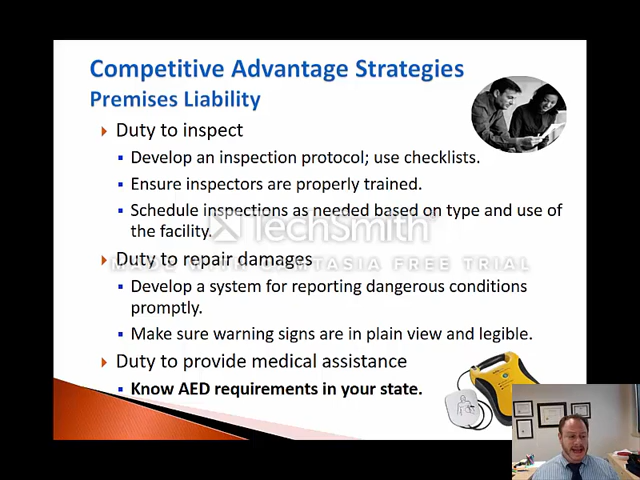 Competitive Advantage Strategies
Premises Liability
Duty to inspect
Develop an inspection protocol; use checklists.
Ensure inspectors are properly trained.
Schedule inspections as needed based on type and use of
the facility.
TechSmith
Duty to repair damages
MADE WITH CAMTASIA FREE TRIAL
Develop a system for reporting dangerous conditions
promptly.
Make sure warning signs are in plain view and legible.
Duty to provide medical assistance
Know AED requirements in your state.